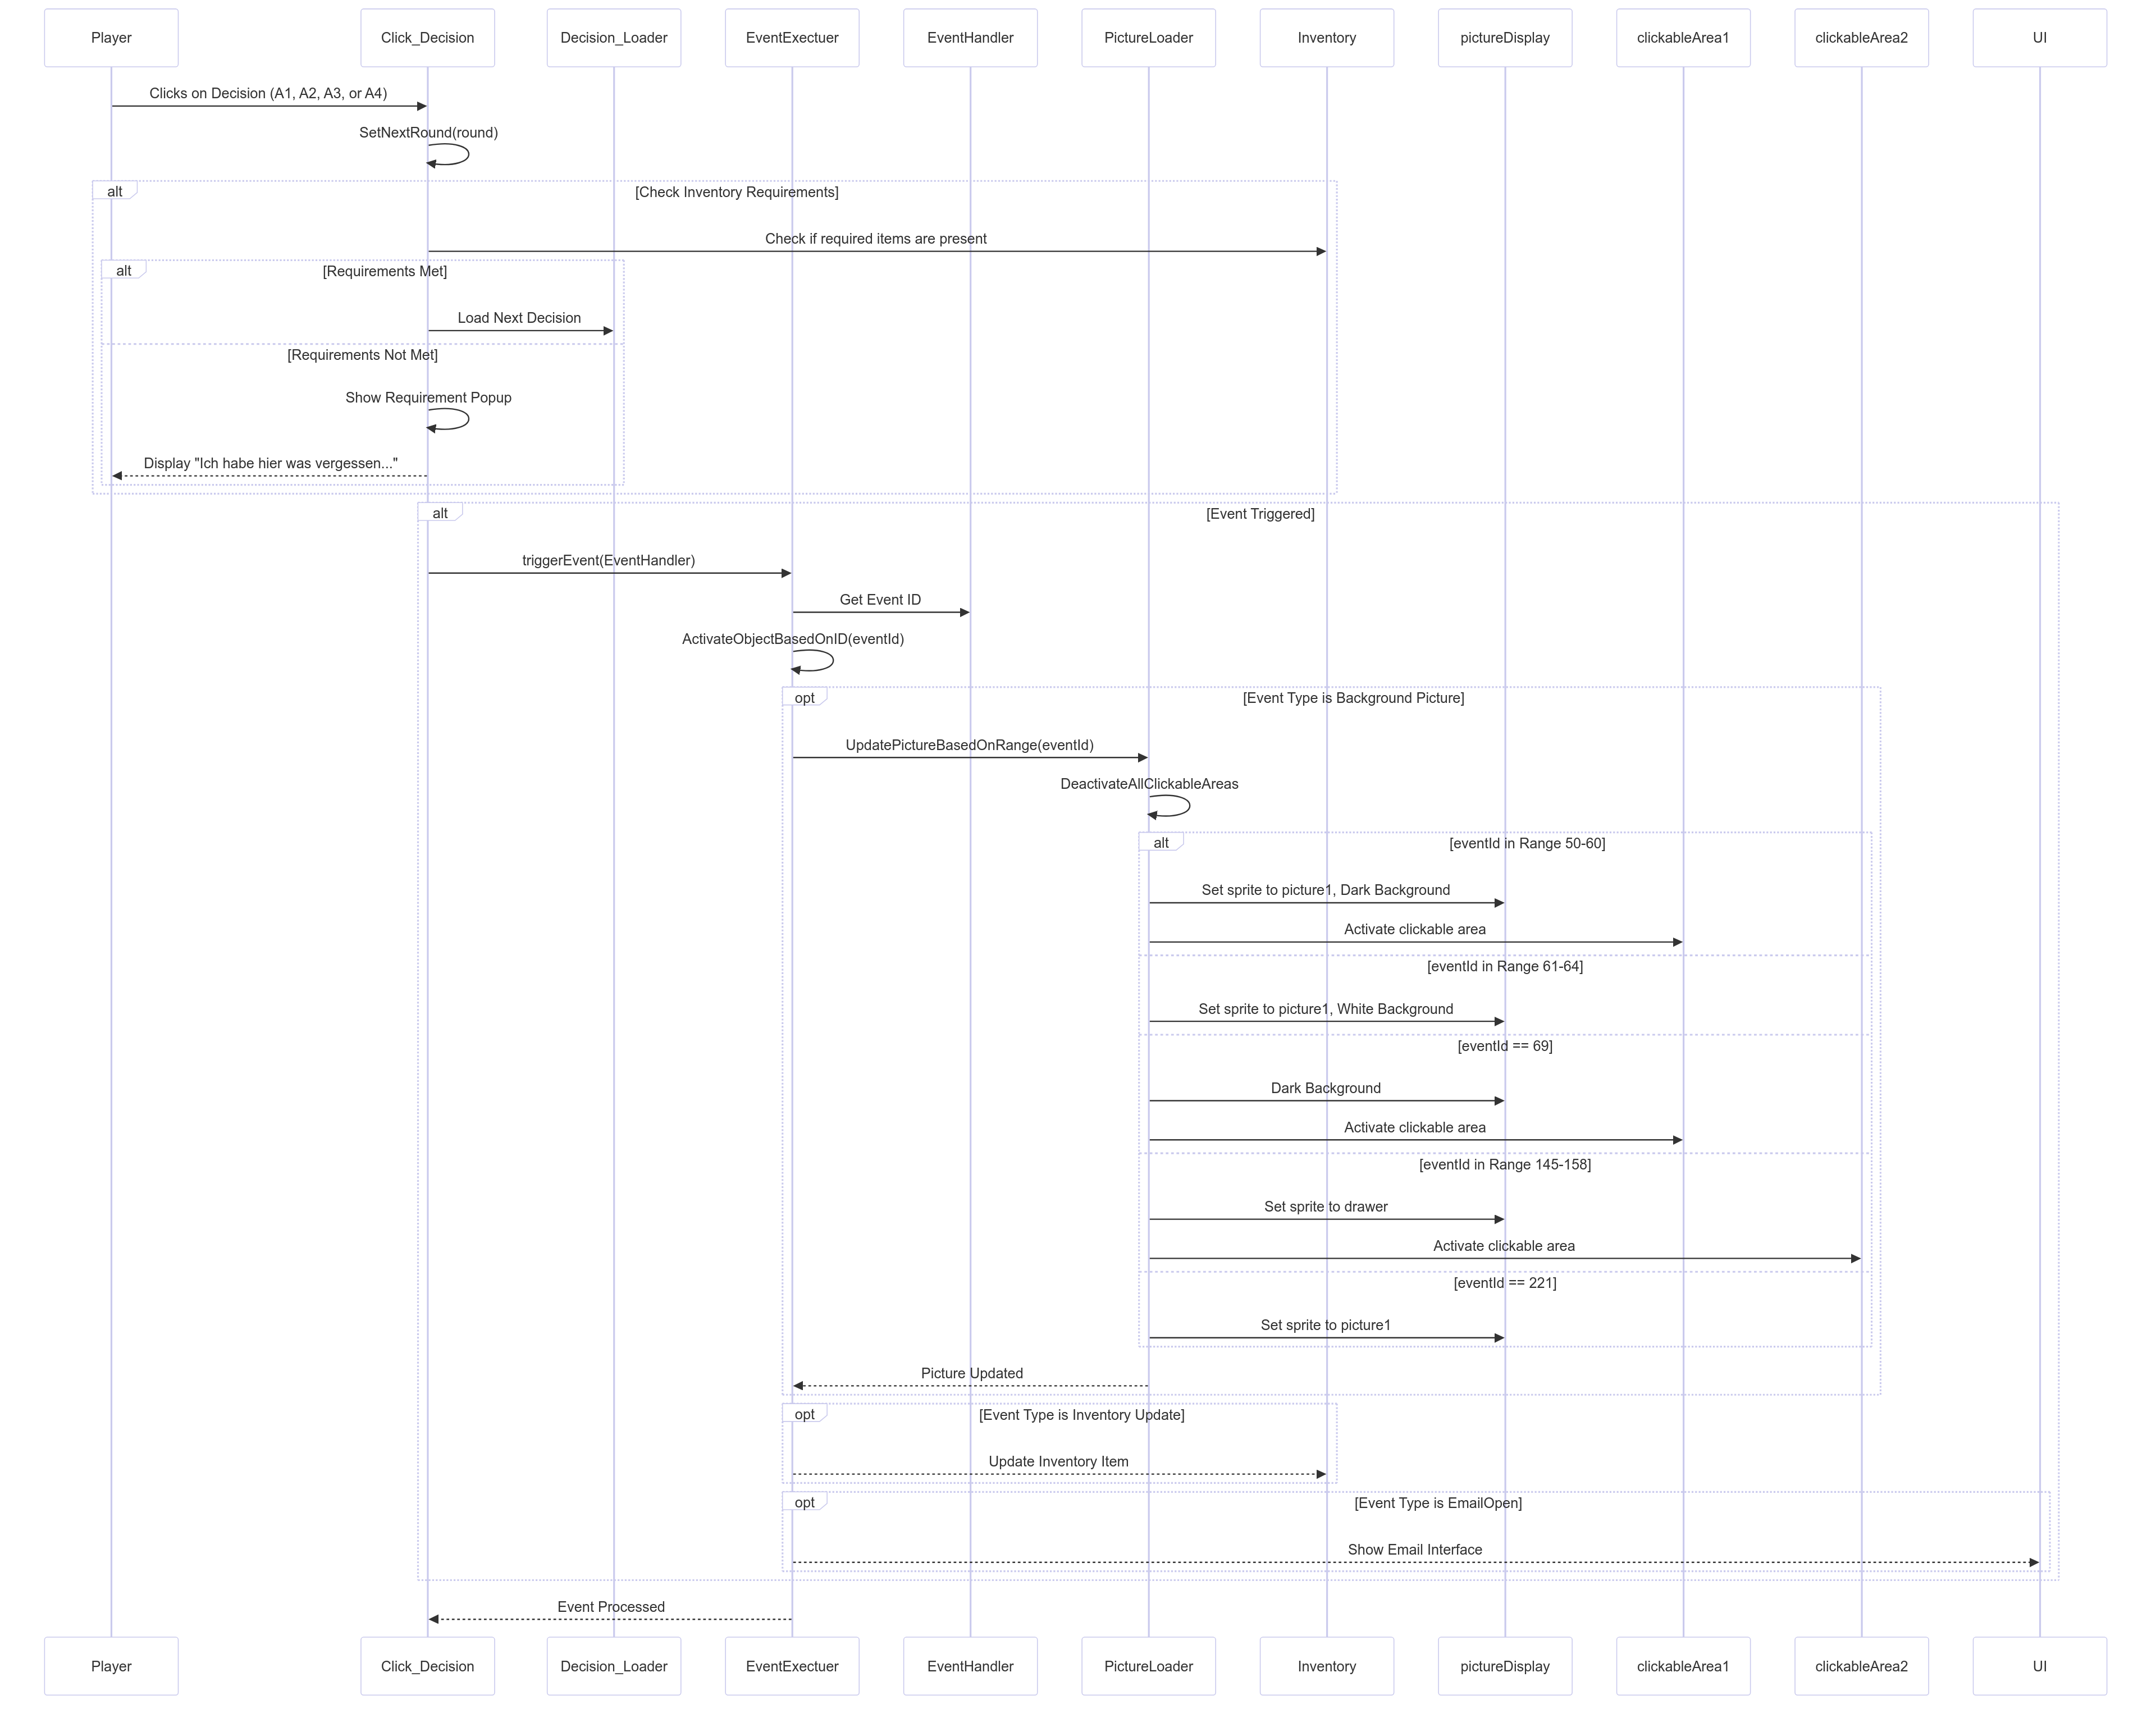 Player
Click_Decision
Decision_Loader
EventExectuer
EventHandler
PictureLoader
Inventory
pictureDisplay
clickableArea1
clickableArea2
UI
Clicks on Decision (A1, A2, A3, or A4)
SetNextRound(round)
alt
[Check Inventory Requirements]
Check if required items are present
alt
[Requirements Met]
Load Next Decision
[Requirements Not Met]
Show Requirement Popup
Display "Ich habe hier was vergessen..."
alt
[Event Triggered]
triggerEvent(EventHandler)
Get Event ID
ActivateObjectBasedOnID(eventId)
opt
[Event Type is Background Picture]
UpdatePictureBasedOnRange(eventId)
DeactivateAllClickableAreas
alt
[eventId in Range 50-60]
Set sprite to picture1, Dark Background
Activate clickable area
[eventId in Range 61-64]
Set sprite to picture1, White Background
[eventId == 69]
Dark Background
Activate clickable area
[eventId in Range 145-158]
Set sprite to drawer
Activate clickable area
[eventId == 221]
Set sprite to picture1
Picture Updated
opt
[Event Type is Inventory Update]
Update Inventory Item
opt
[Event Type is EmailOpen]
Show Email Interface
Event Processed
Player
Click_Decision
Decision_Loader
EventExectuer
EventHandler
PictureLoader
Inventory
pictureDisplay
clickableArea1
clickableArea2
UI